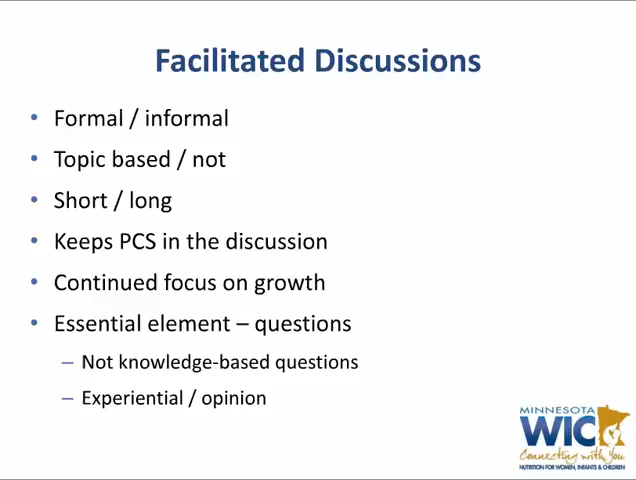 Facilitated Discussions
• Formal / informal
• Topic based / not
• Short / long
• Keeps PCS in the discussion
• Continued focus on growth
• Essential element – questions
– Not knowledge-based questions
– Experiential / opinion
MINNESOTA
WIC
Connecting with You
NUTRITION FOR WOMEN, INFANTS & CHILDREN